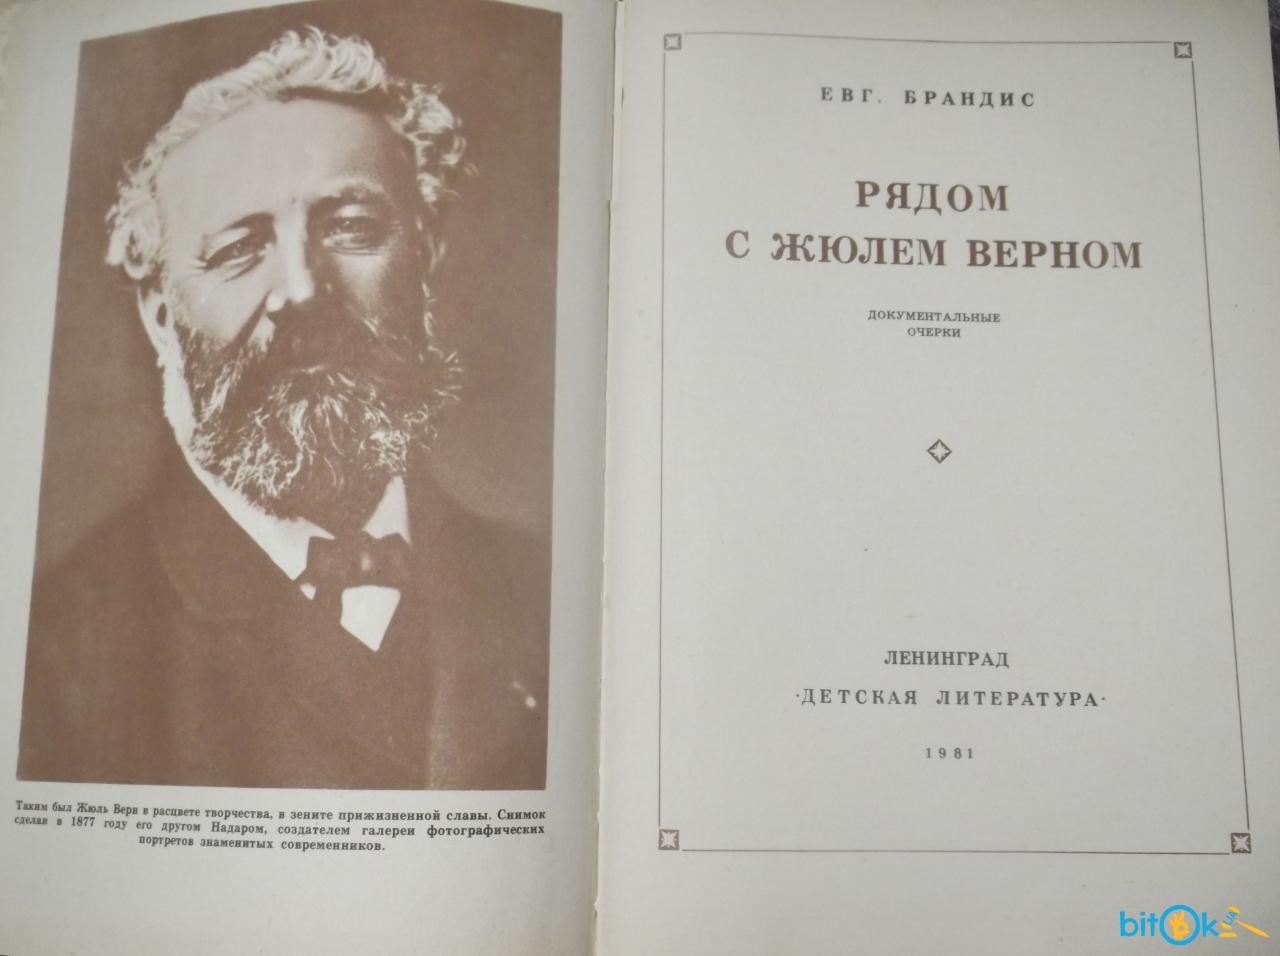 Таким был Жюль Верн в расцвете творчества, в зените прижизненной славы. Снимок
сделан в 1877 году его другом Надаром, создателем галереи фотографических
портретов знаменитых современников.
ЕВГ. БРАНДИС
РЯДОМ
С ЖЮЛЕМ ВЕРНОМ
ДОКУМЕНТАЛЬНЫЕ
ОЧЕРКИ
ЛЕНИНГРАД
·ДЕТСКАЯ ЛИТЕРАТУРА·
1981
bitOk UA